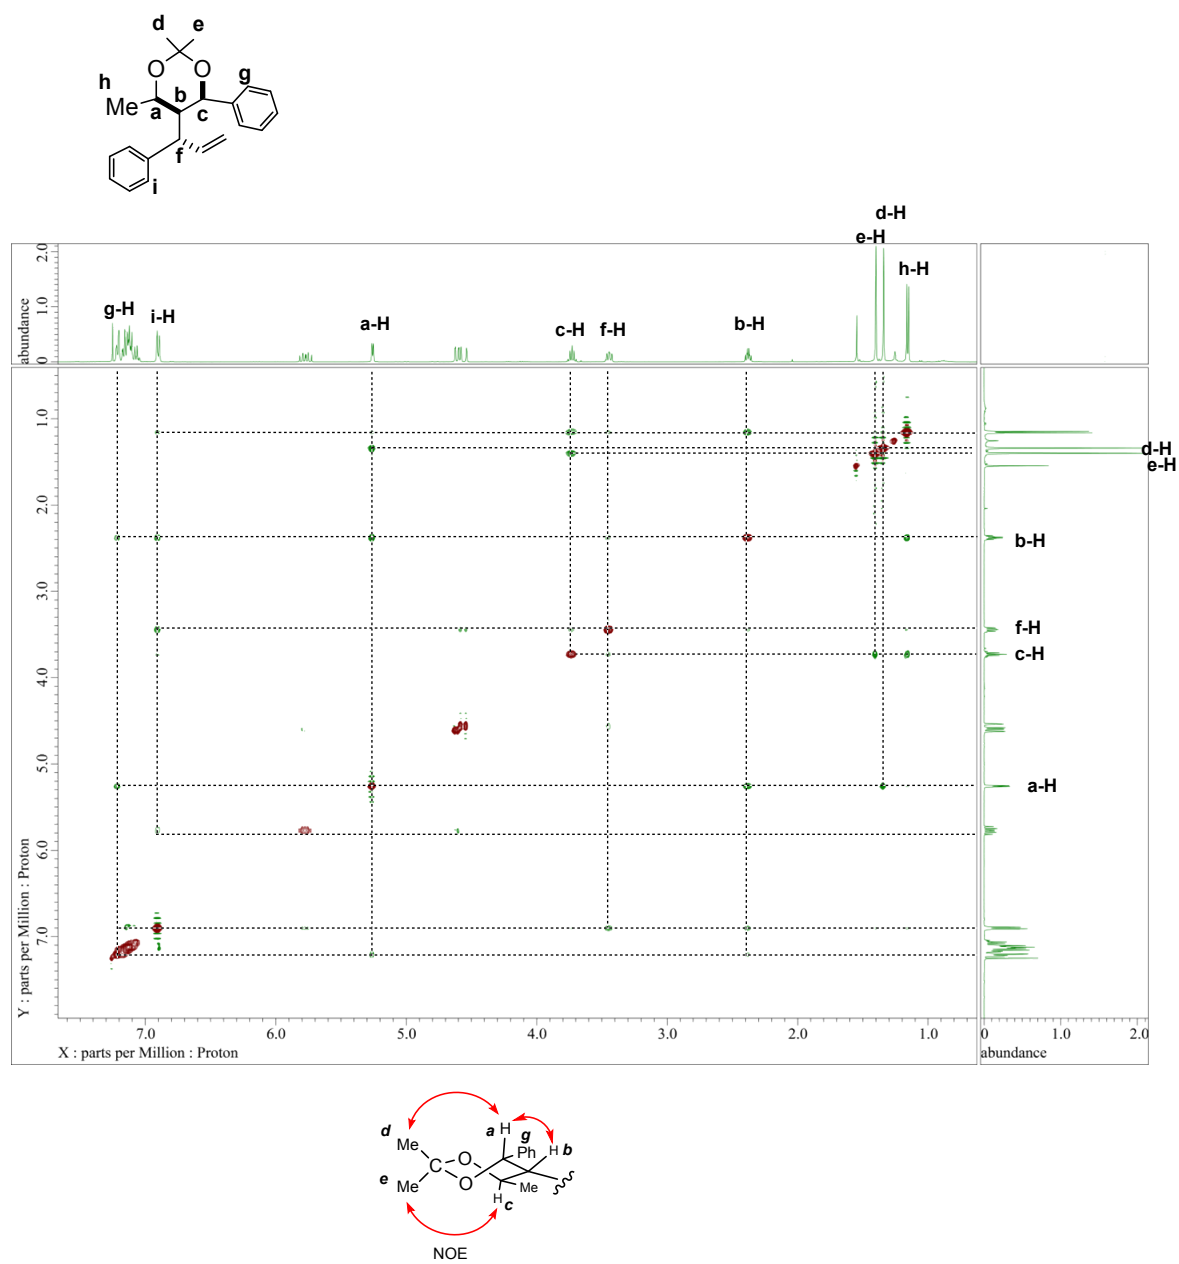 d e
O O
h g
Me a b c
f
i
d-H
e-H
h-H
g-H
i-H
a-H
c-H f-H
b-H
abundance
0 1.0 2.0
d-H
e-H
b-H
f-H
c-H
a-H
Y : parts per Million : Proton
1.0
2.0
3.0
4.0
5.0
6.0
7.0
7.0 6.0 5.0 4.0 3.0 2.0 1.0
X : parts per Million : Proton
0 1.0 2.0
abundance
a H g
d Ph H b
Me O
C
e O
Me Me
H c
NOE